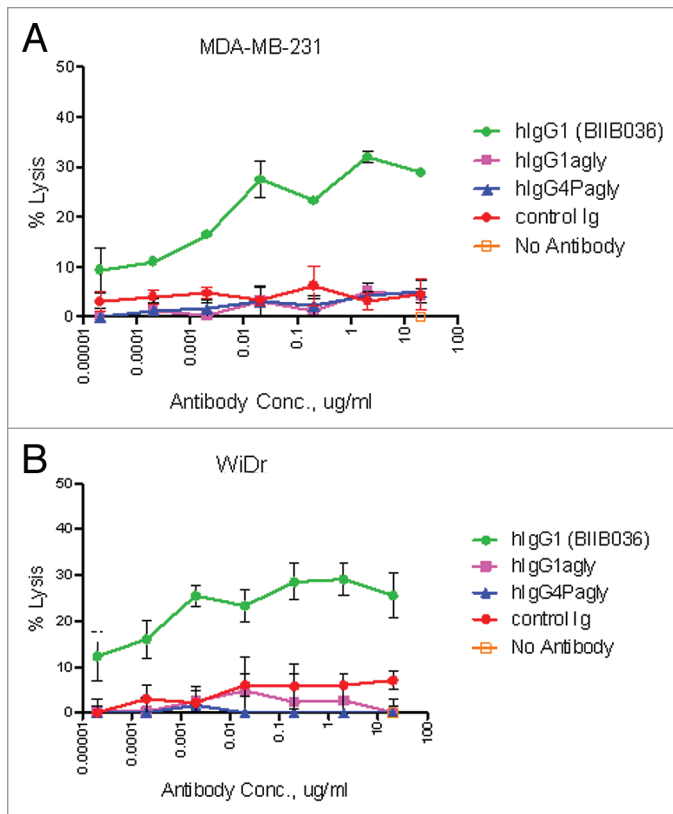 A
MDA-MB-231
50
40
30
20
10
0
% Lysis
0.00001
0.0001
0.001
0.01
0.1
1
10
100
Antibody Conc., ug/ml
hIgG1 (BIIB036)
hIgG1agly
hIgG4Pagly
control Ig
No Antibody
B
WiDr
50
40
30
20
10
0
% Lysis
0.00001
0.0001
0.001
0.01
0.1
1
10
100
Antibody Conc., ug/ml
hIgG1 (BIIB036)
hIgG1agly
hIgG4Pagly
control Ig
No Antibody